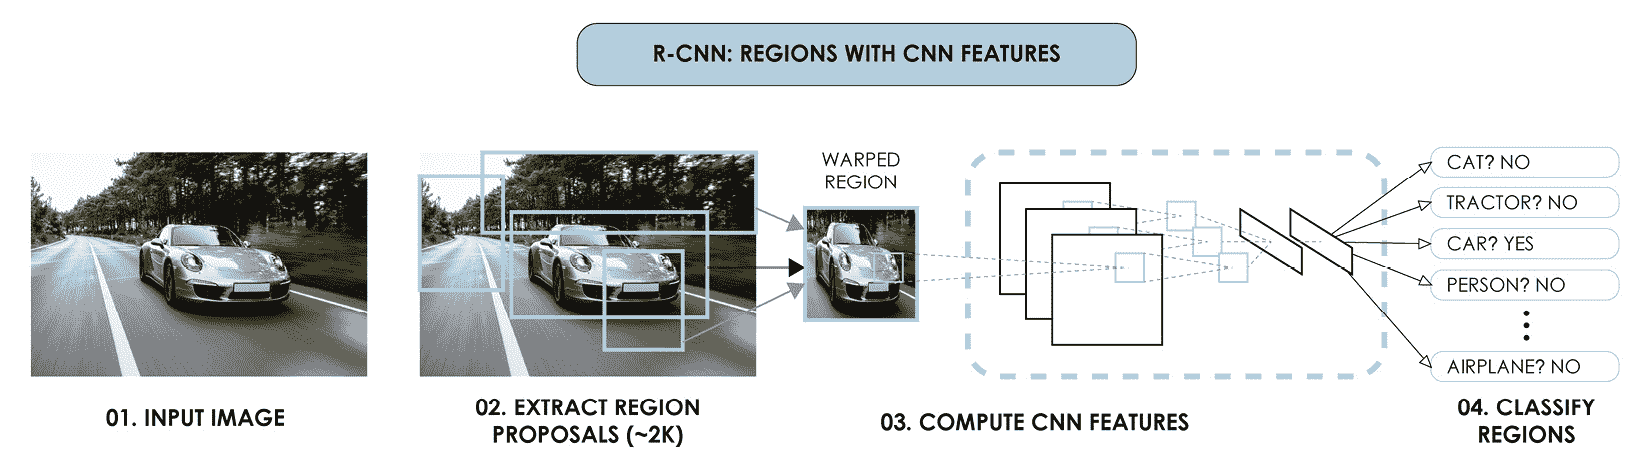 R-CNN: REGIONS WITH CNN FEATURES
WARPED
REGION
CAT? NO
TRACTOR? NO
CAR? YES
PERSON? NO
AIRPLANE? NO
01. INPUT IMAGE
02. EXTRACT REGION
PROPOSALS (~2K)
03. COMPUTE CNN FEATURES
04. CLASSIFY
REGIONS